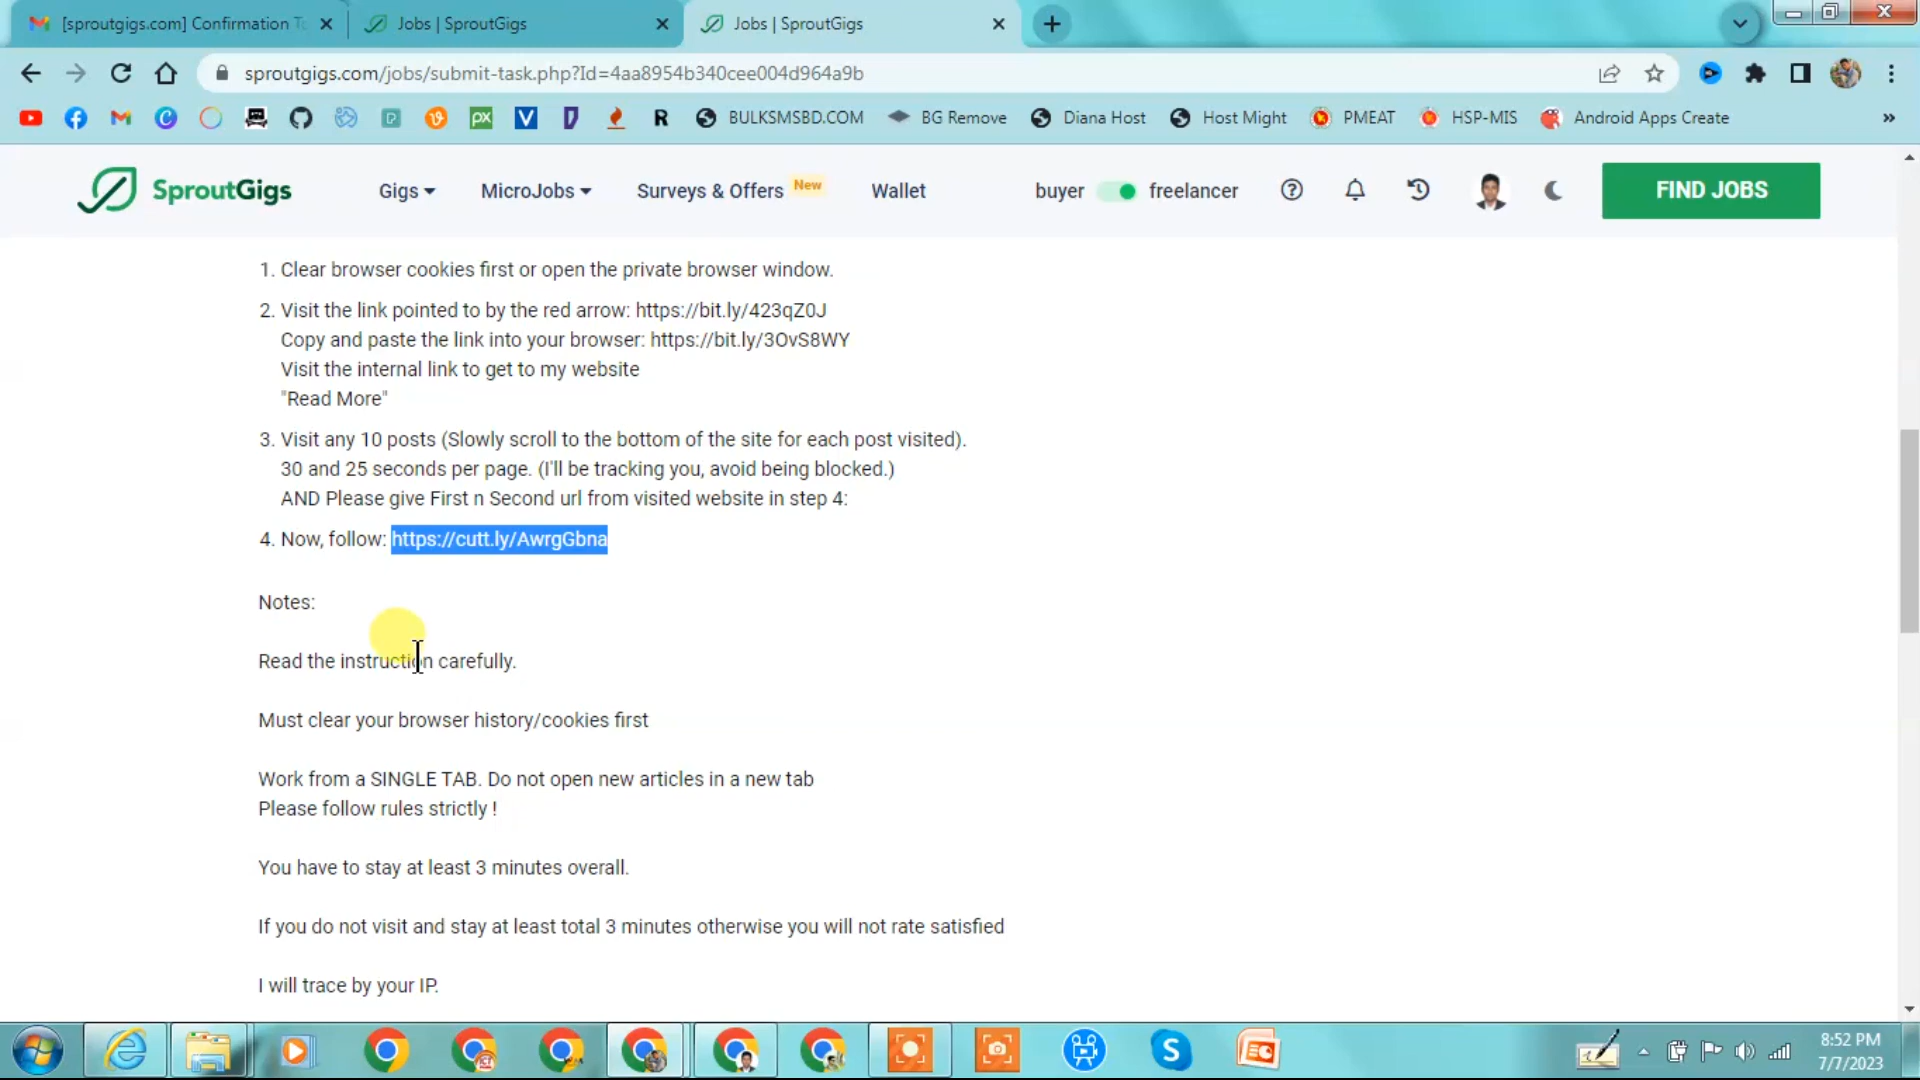 [sproutgigs.com] Confirmation T
Jobs | SproutGigs
Jobs | SproutGigs
sproutgigs.com/jobs/submit-task.php?Id=4aa8954b340cee004d964a9b
BULKSMSBD.COM
BG Remove
Diana Host
Host Might
PMEAT
HSP-MIS
Android Apps Create
»
SproutGigs
Gigs
MicroJobs
Surveys & Offers New
Wallet
buyer
freelancer
FIND JOBS
1. Clear browser cookies first or open the private browser window.
2. Visit the link pointed to by the red arrow: https://bit.ly/423qZ0J
Copy and paste the link into your browser: https://bit.ly/3OvS8WY
Visit the internal link to get to my website
"Read More"
3. Visit any 10 posts (Slowly scroll to the bottom of the site for each post visited).
30 and 25 seconds per page. (I'll be tracking you, avoid being blocked.)
AND Please give First n Second url from visited website in step 4:
4. Now, follow: https://cutt.ly/AwrgGbna
Notes:
Read the instruction carefully.
Must clear your browser history/cookies first
Work from a SINGLE TAB. Do not open new articles in a new tab
Please follow rules strictly !
You have to stay at least 3 minutes overall.
If you do not visit and stay at least total 3 minutes otherwise you will not rate satisfied
I will trace by your IP.
8:52 PM
7/7/2023